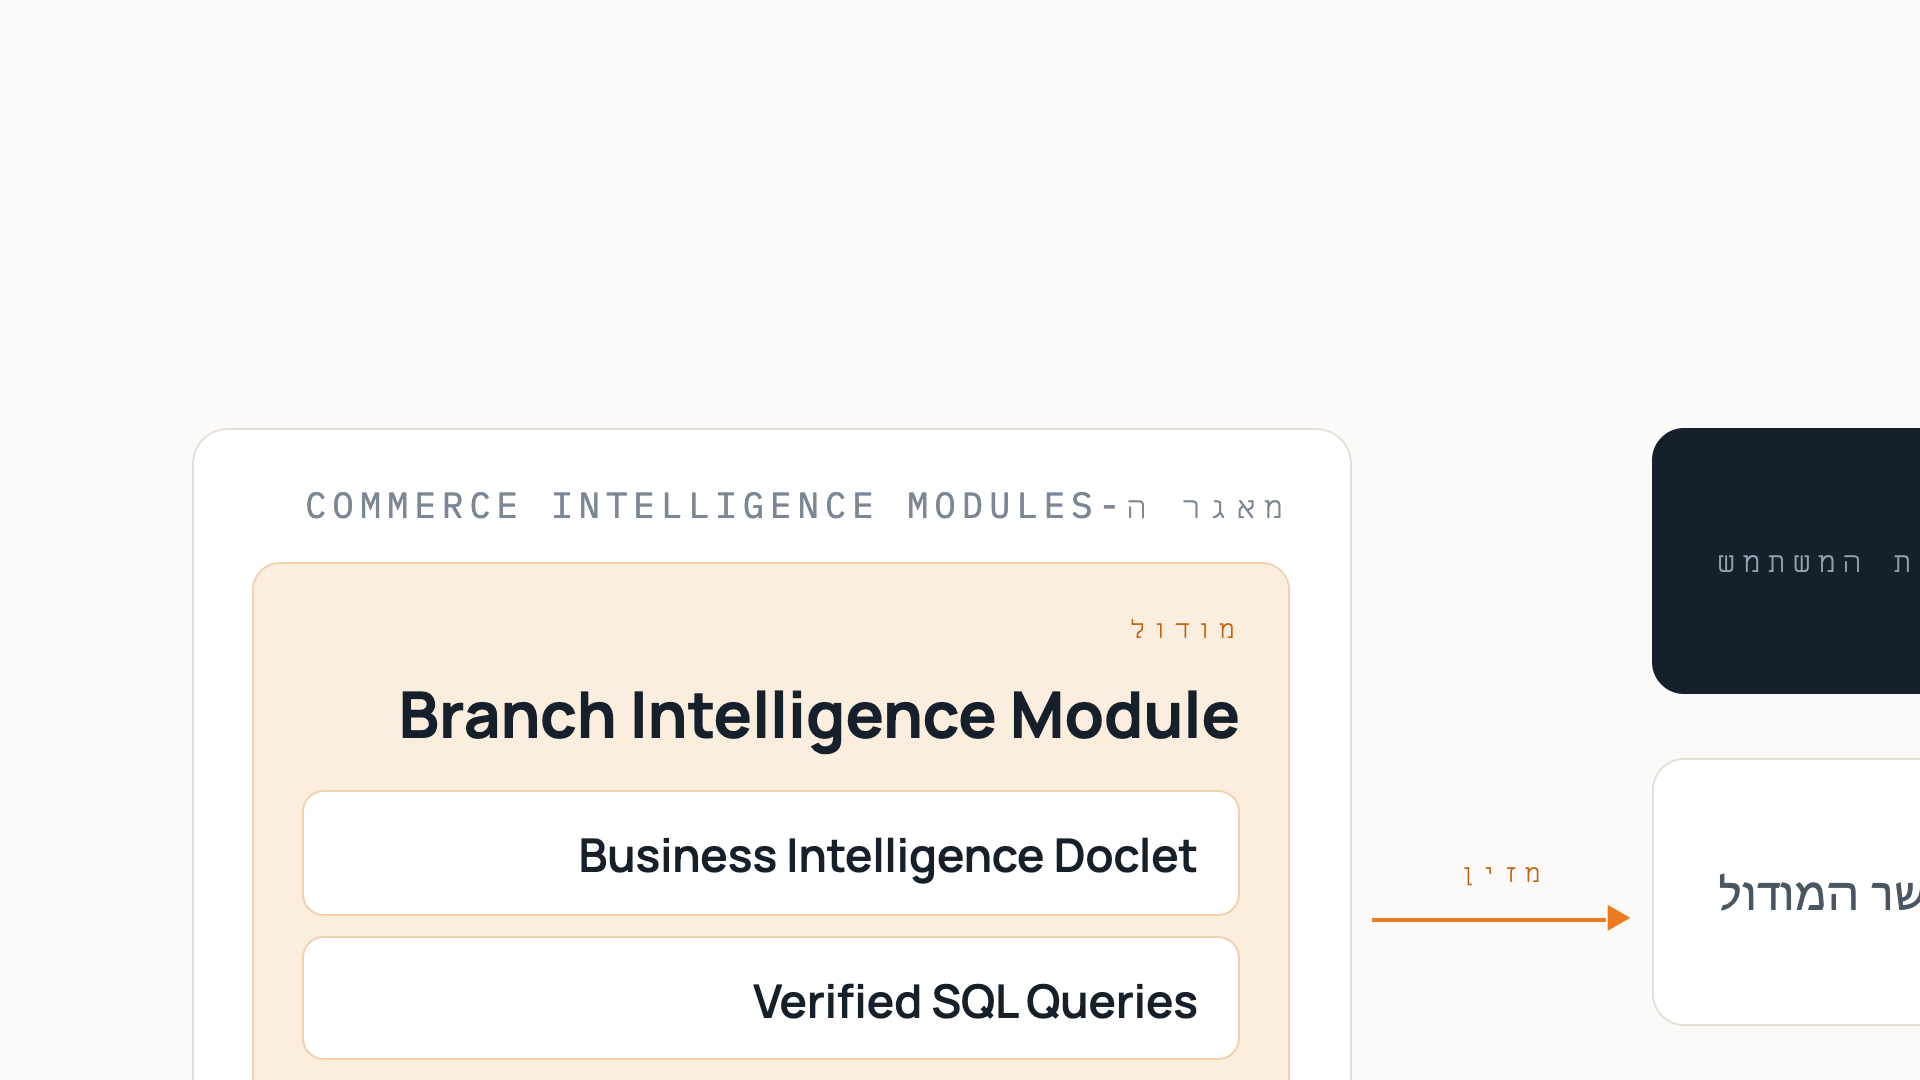 מאגר ה-COMMERCE INTELLIGENCE MODULES
מודול
Branch Intelligence Module
Business Intelligence Doclet
Verified SQL Queries
מזין
המשתמש
המודול